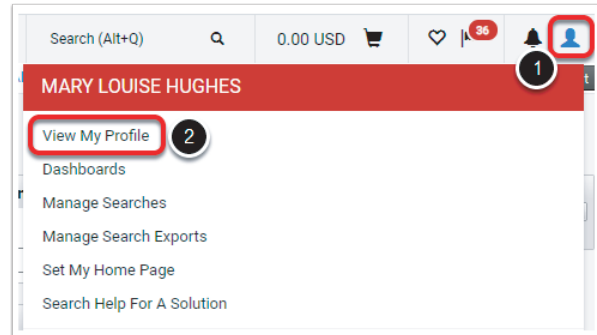 Search (Alt+Q) 0.00 USD 36
1
MARY LOUISE HUGHES
View My Profile 2
Dashboards
Manage Searches
Manage Search Exports
Set My Home Page
Search Help For A Solution